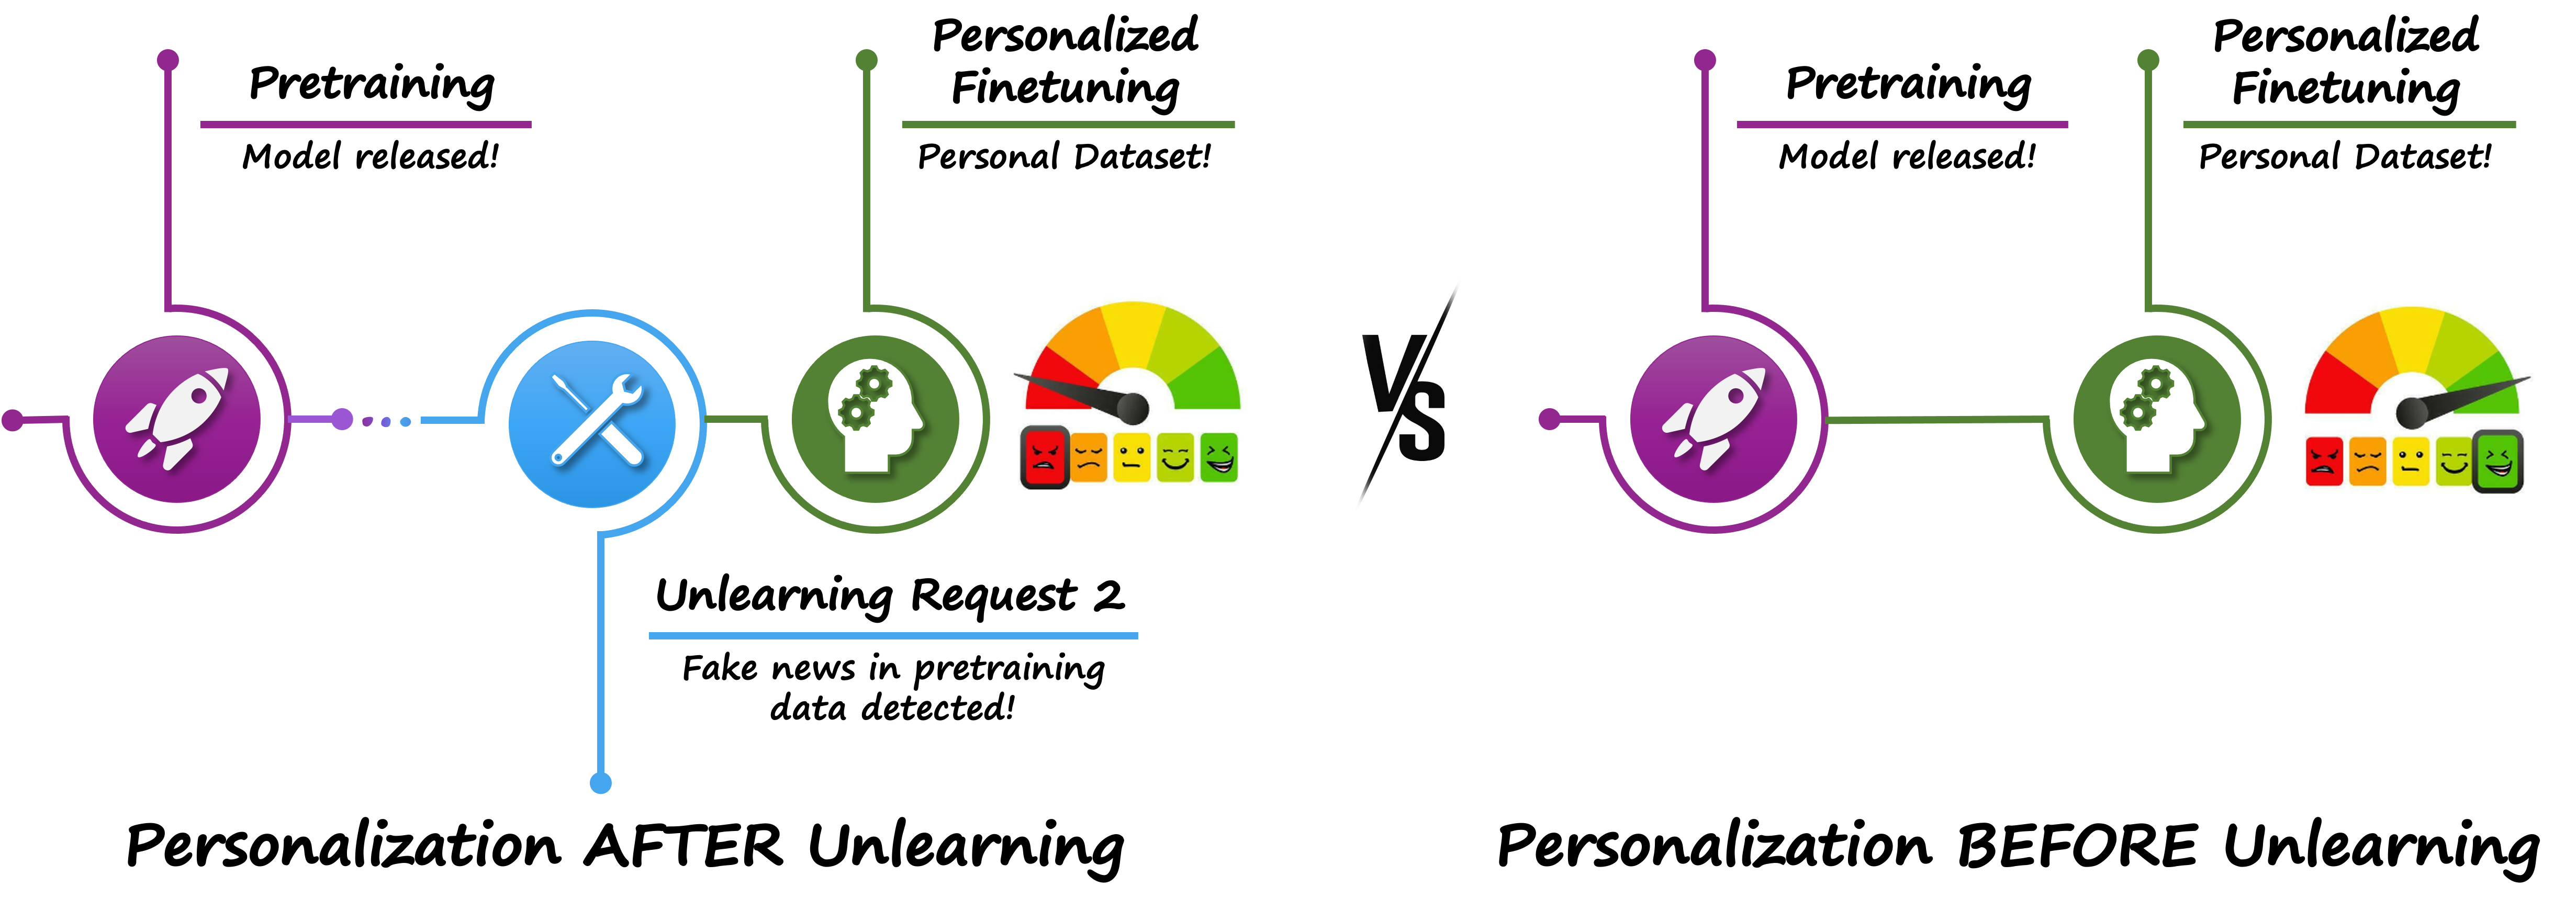 Pretraining
Model released!
Personalized
Finetuning
Personal Dataset!
Unlearning Request 2
Fake news in pretraining
data detected!
Personalization AFTER Unlearning
VS
Pretraining
Model released!
Personalized
Finetuning
Personal Dataset!
Personalization BEFORE Unlearning